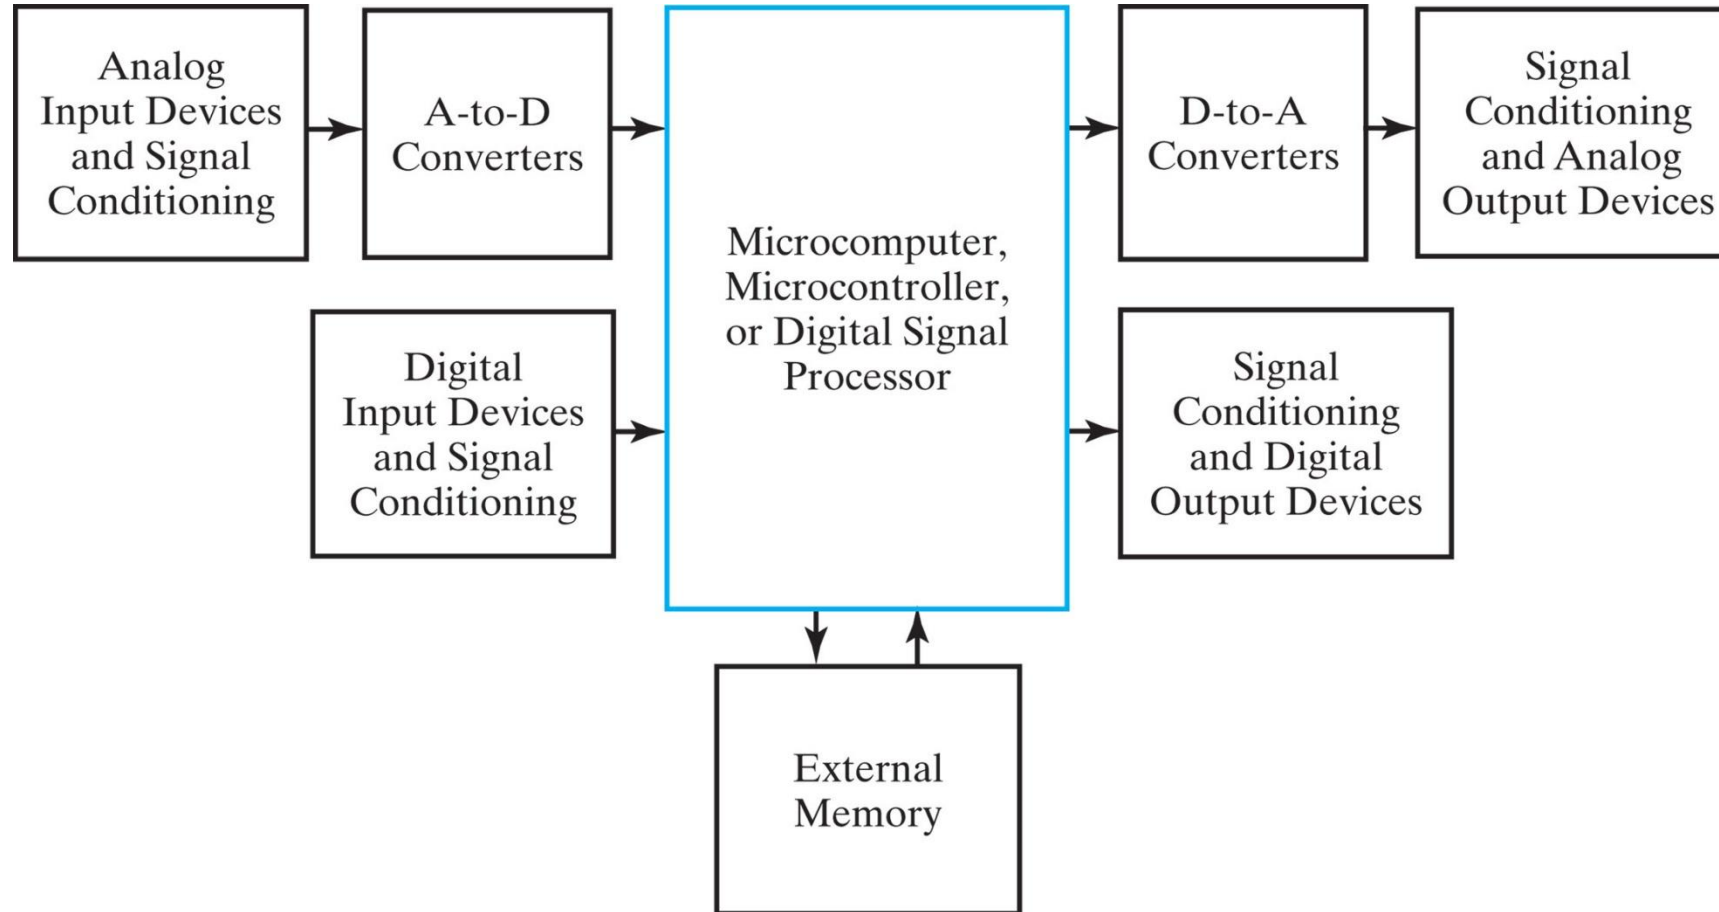 Analog
Input Devices
and Signal
Conditioning
A-to-D
Converters
Microcomputer,
Microcontroller,
or Digital Signal
Processor
D-to-A
Converters
Signal
Conditioning
and Analog
Output Devices
Digital
Input Devices
and Signal
Conditioning
Signal
Conditioning
and Digital
Output Devices
External
Memory